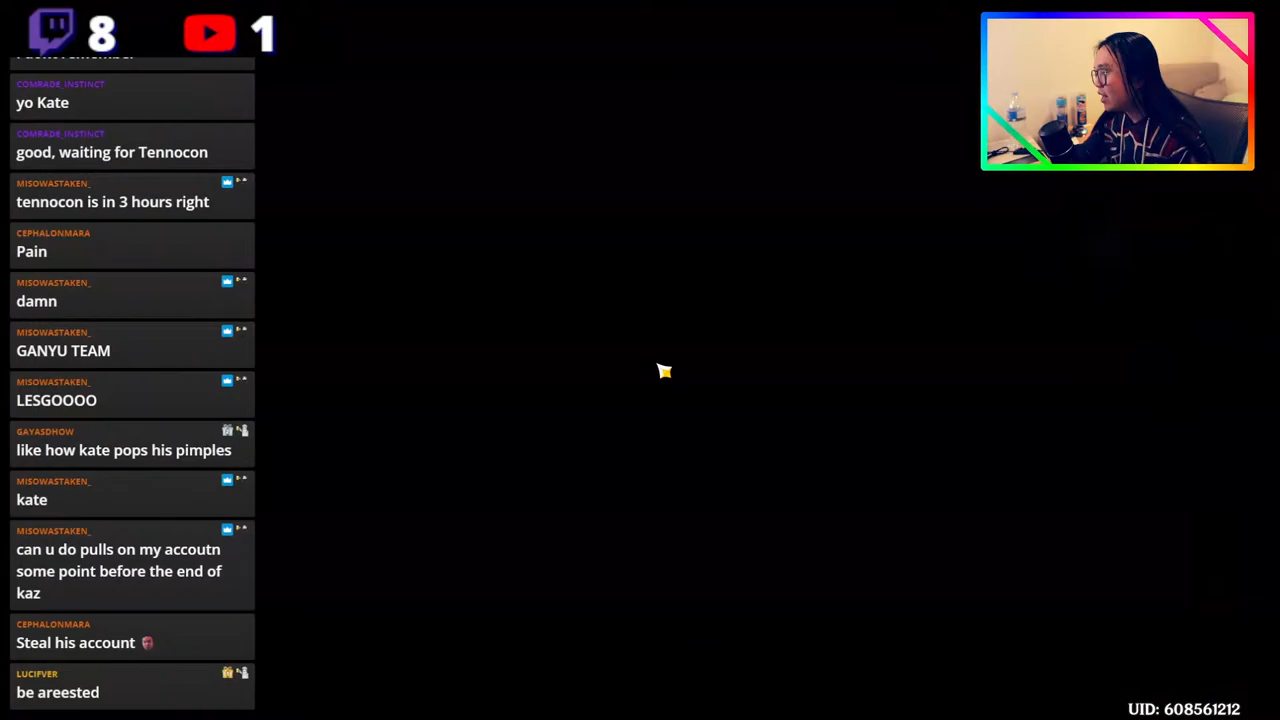 8
1
COMRADE_INSTINCT
yo Kate
COMRADE_INSTINCT
good, waiting for Tennocon
MISOWASTAKEN_
tennocon is in 3 hours right
CEPHALONMARA
Pain
MISOWASTAKEN_
damn
MISOWASTAKEN_
GANYU TEAM
MISOWASTAKEN_
LESGOOOO
GAYASDHOW
like how kate pops his pimples
MISOWASTAKEN_
kate
MISOWASTAKEN_
can u do pulls on my accoutn
some point before the end of
kaz
CEPHALONMARA
Steal his account
LUCIFVER
be areested
UID: 608561212